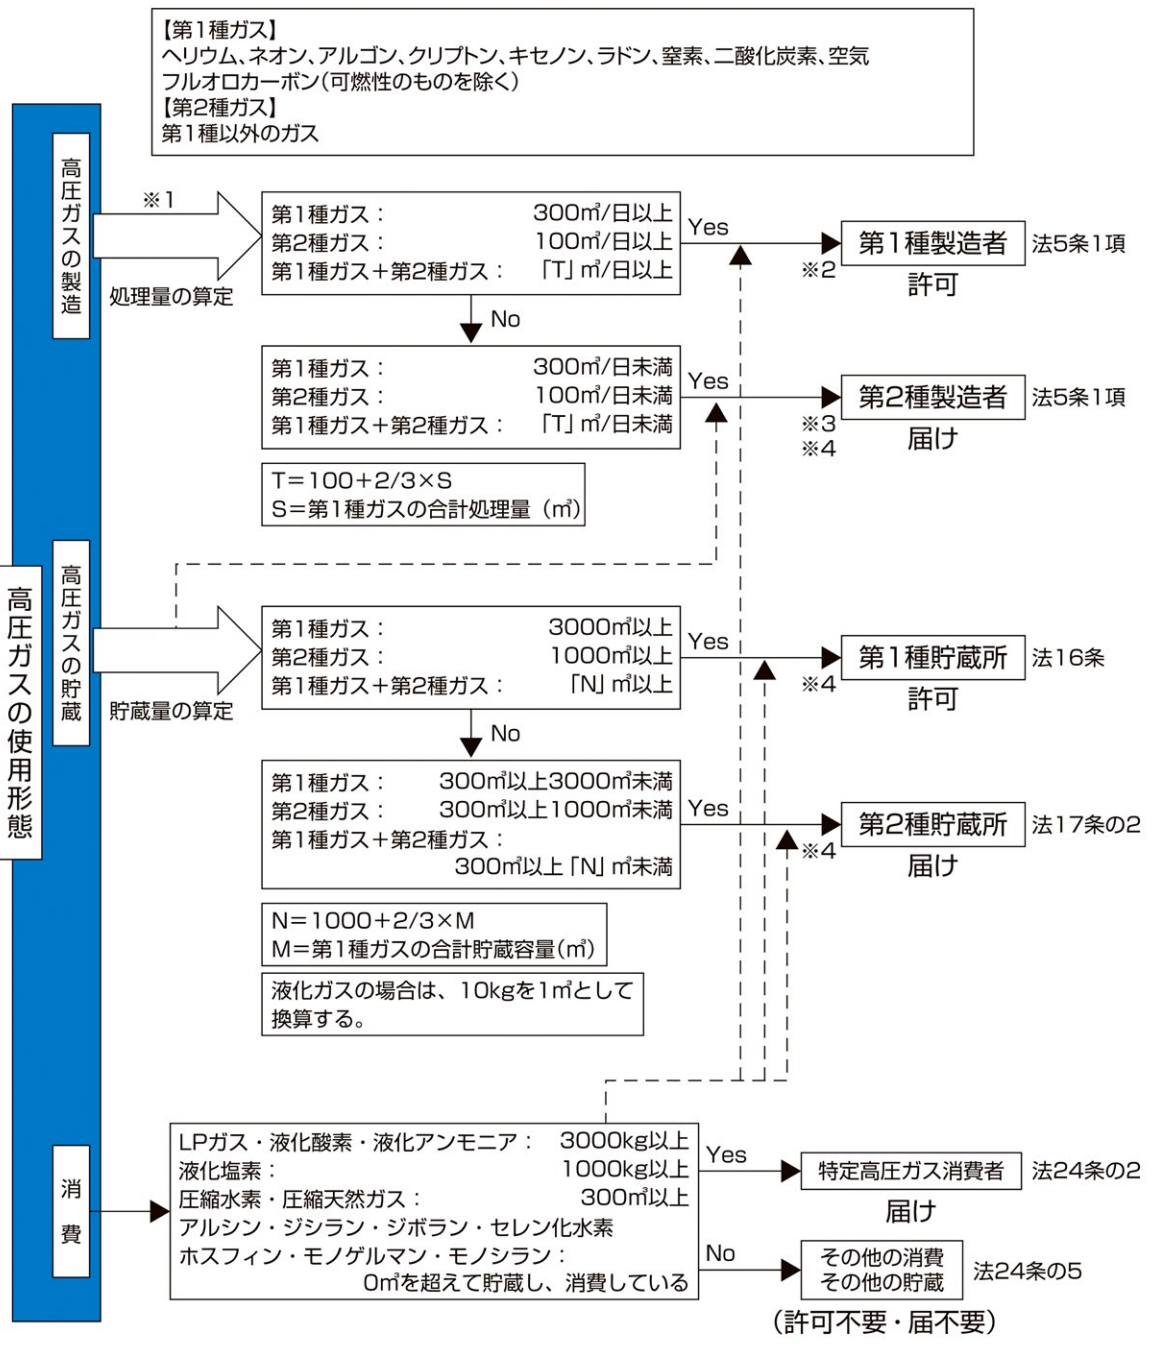 【第1種ガス】
ヘリウム、ネオン、アルゴン、クリプトン、キセノン、ラドン、窒素、二酸化炭素、空気
フルオロカーボン（可燃性のものを除く）
【第2種ガス】
第1種以外のガス
高圧ガスの使用形態
高圧ガスの製造
※1
処理量の算定
第1種ガス： 300㎥/日以上
第2種ガス： 100㎥/日以上
第1種ガス＋第2種ガス： 「T」㎥/日以上
Yes
※2
第1種製造者 法5条1項
許可
No
第1種ガス： 300㎥/日未満
第2種ガス： 100㎥/日未満
第1種ガス＋第2種ガス： 「T」㎥/日未満
Yes
※3
※4
第2種製造者 法5条1項
届け
T＝100＋2/3×S
S＝第1種ガスの合計処理量（㎥）
高圧ガスの貯蔵
貯蔵量の算定
第1種ガス： 3000㎥以上
第2種ガス： 1000㎥以上
第1種ガス＋第2種ガス： 「N」㎥以上
Yes
※4
第1種貯蔵所 法16条
許可
No
第1種ガス： 300㎥以上3000㎥未満
第2種ガス： 300㎥以上1000㎥未満
第1種ガス＋第2種ガス：
300㎥以上「N」㎥未満
Yes
※4
第2種貯蔵所 法17条の2
届け
N＝1000＋2/3×M
M＝第1種ガスの合計貯蔵容量（㎥）
液化ガスの場合は、10kgを1㎥として
換算する。
消費
LPガス・液化酸素・液化アンモニア： 3000kg以上
液化塩素： 1000kg以上
圧縮水素・圧縮天然ガス： 300㎥以上
アルシン・ジシラン・ジボラン・セレン化水素
ホスフィン・モノゲルマン・モノシラン：
0㎥を超えて貯蔵し、消費している
Yes
特定高圧ガス消費者 法24条の2
届け
No
その他の消費
その他の貯蔵
法24条の5
（許可不要・届不要）